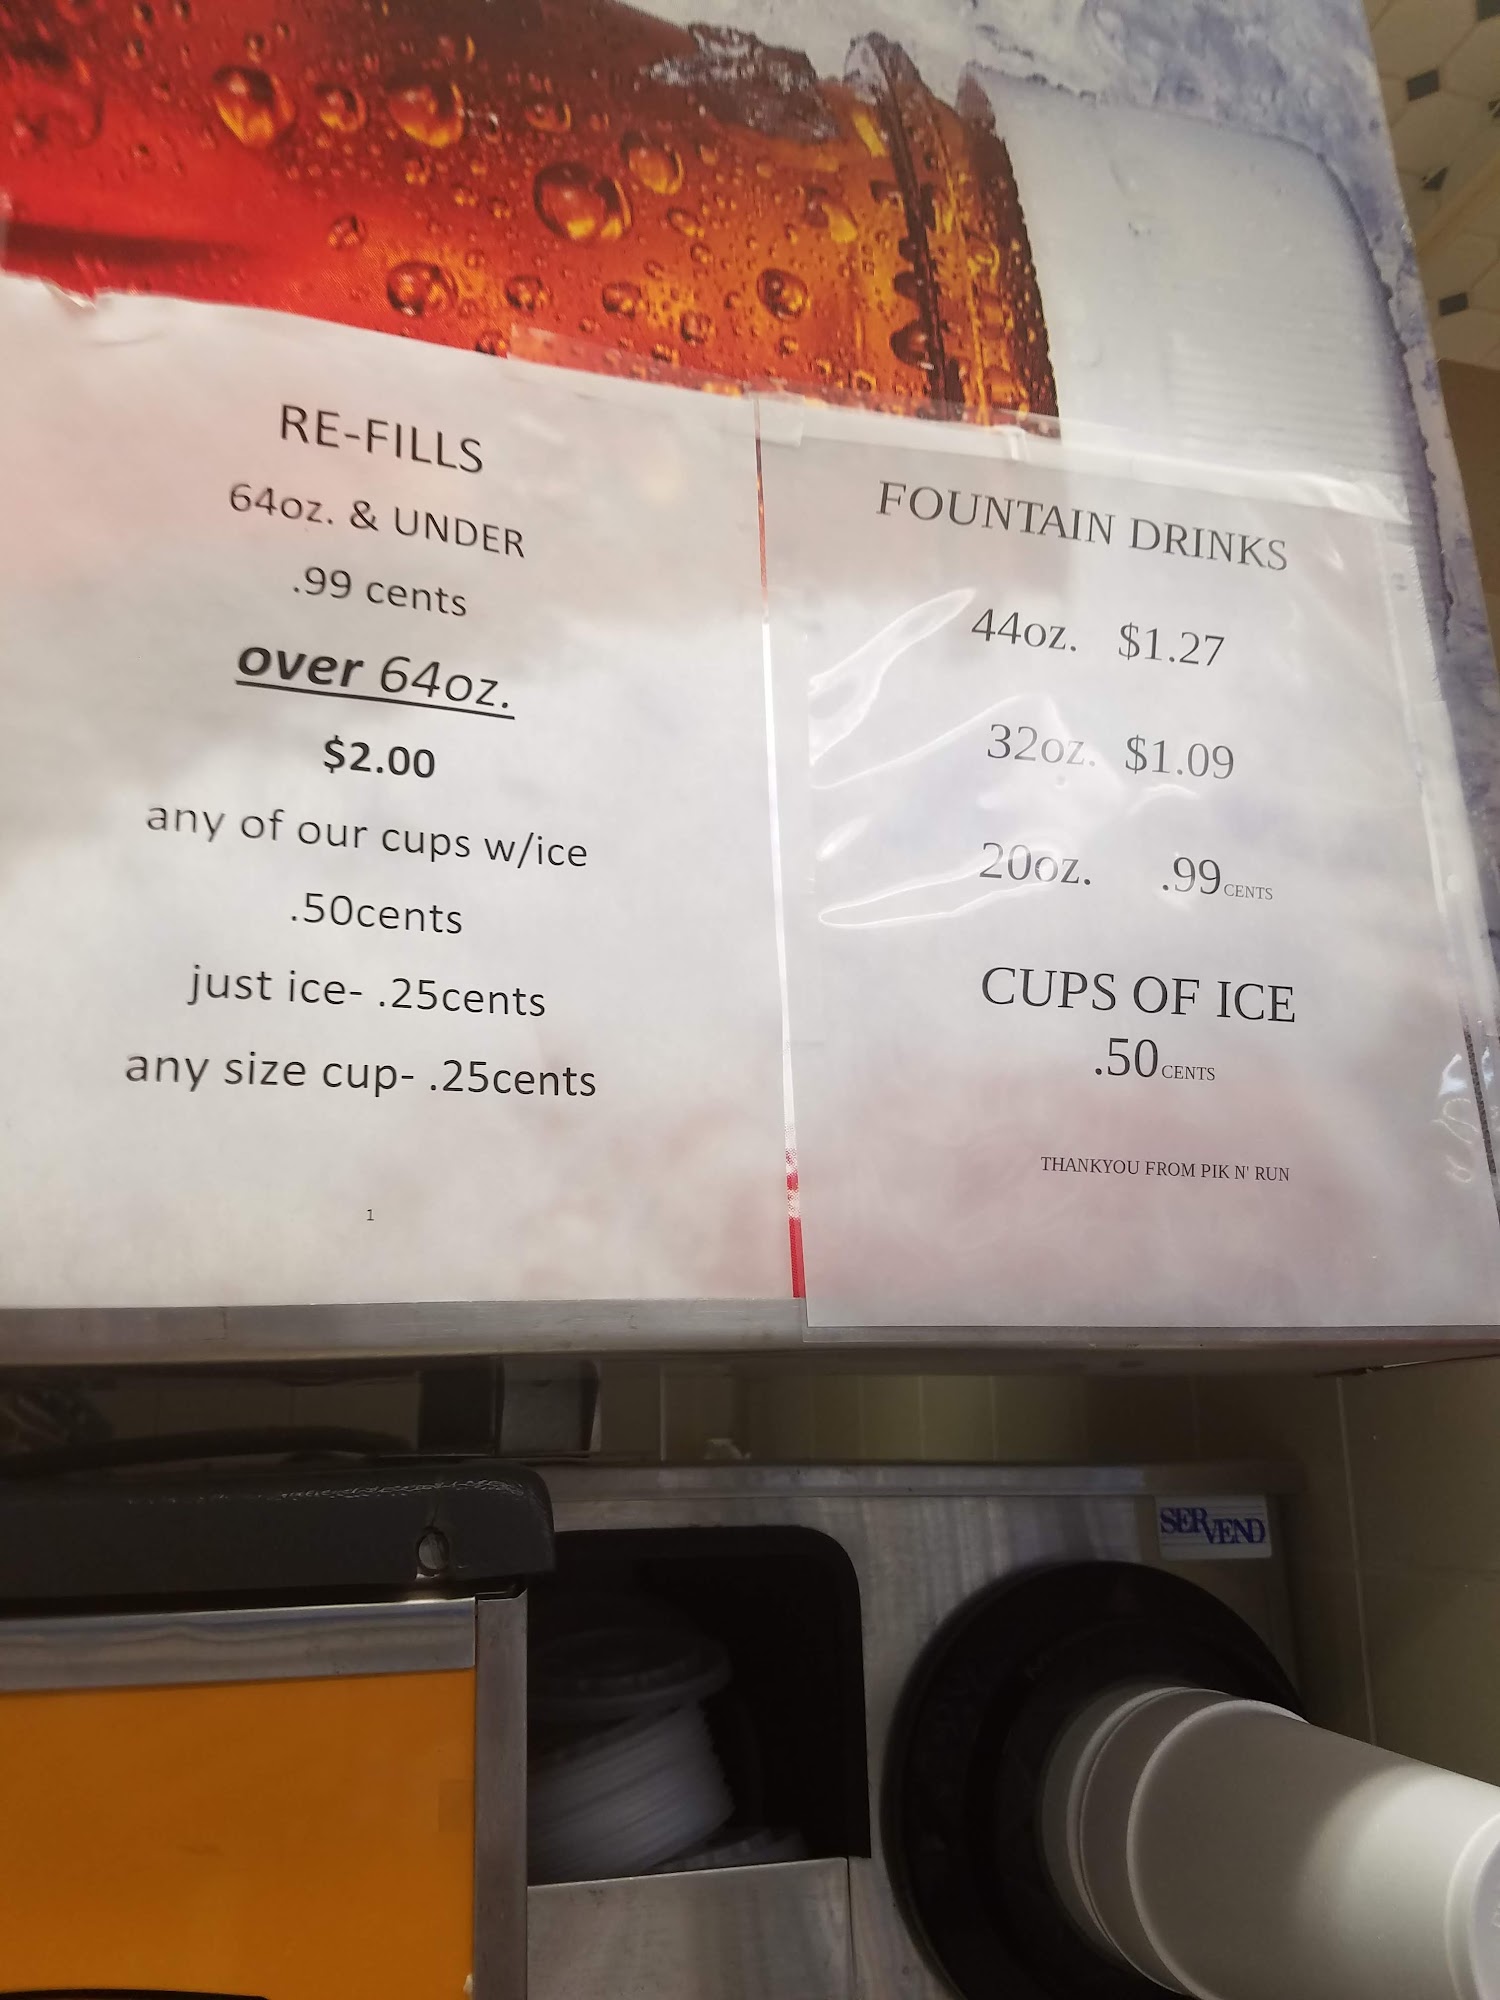 RE-FILLS
64oz. & UNDER
.99 cents
over 64oz.
$2.00
any of our cups w/ice
.50cents
just ice- .25cents
any size cup- .25cents
1
FOUNTAIN DRINKS
44oz. $1.27
32oz. $1.09
20oz. .99CENTS
CUPS OF ICE
.50CENTS
THANKYOU FROM PIK N' RUN
SERVEND